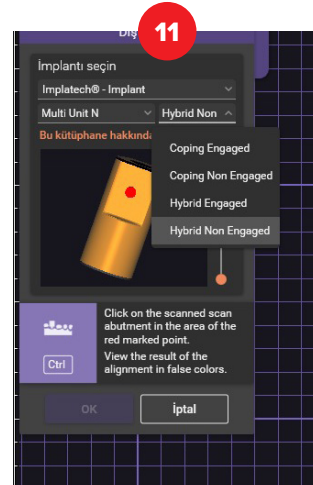 Diş
11
İmplantı seçin
Implatech® - Implant
Multi Unit N
Hybrid Non
Bu kütüphane hakkında
Coping Engaged
Coping Non Engaged
Hybrid Engaged
Hybrid Non Engaged
Click on the scanned scan
abutment in the area of the
red marked point.
Ctrl
View the result of the
alignment in false colors.
OK
İptal